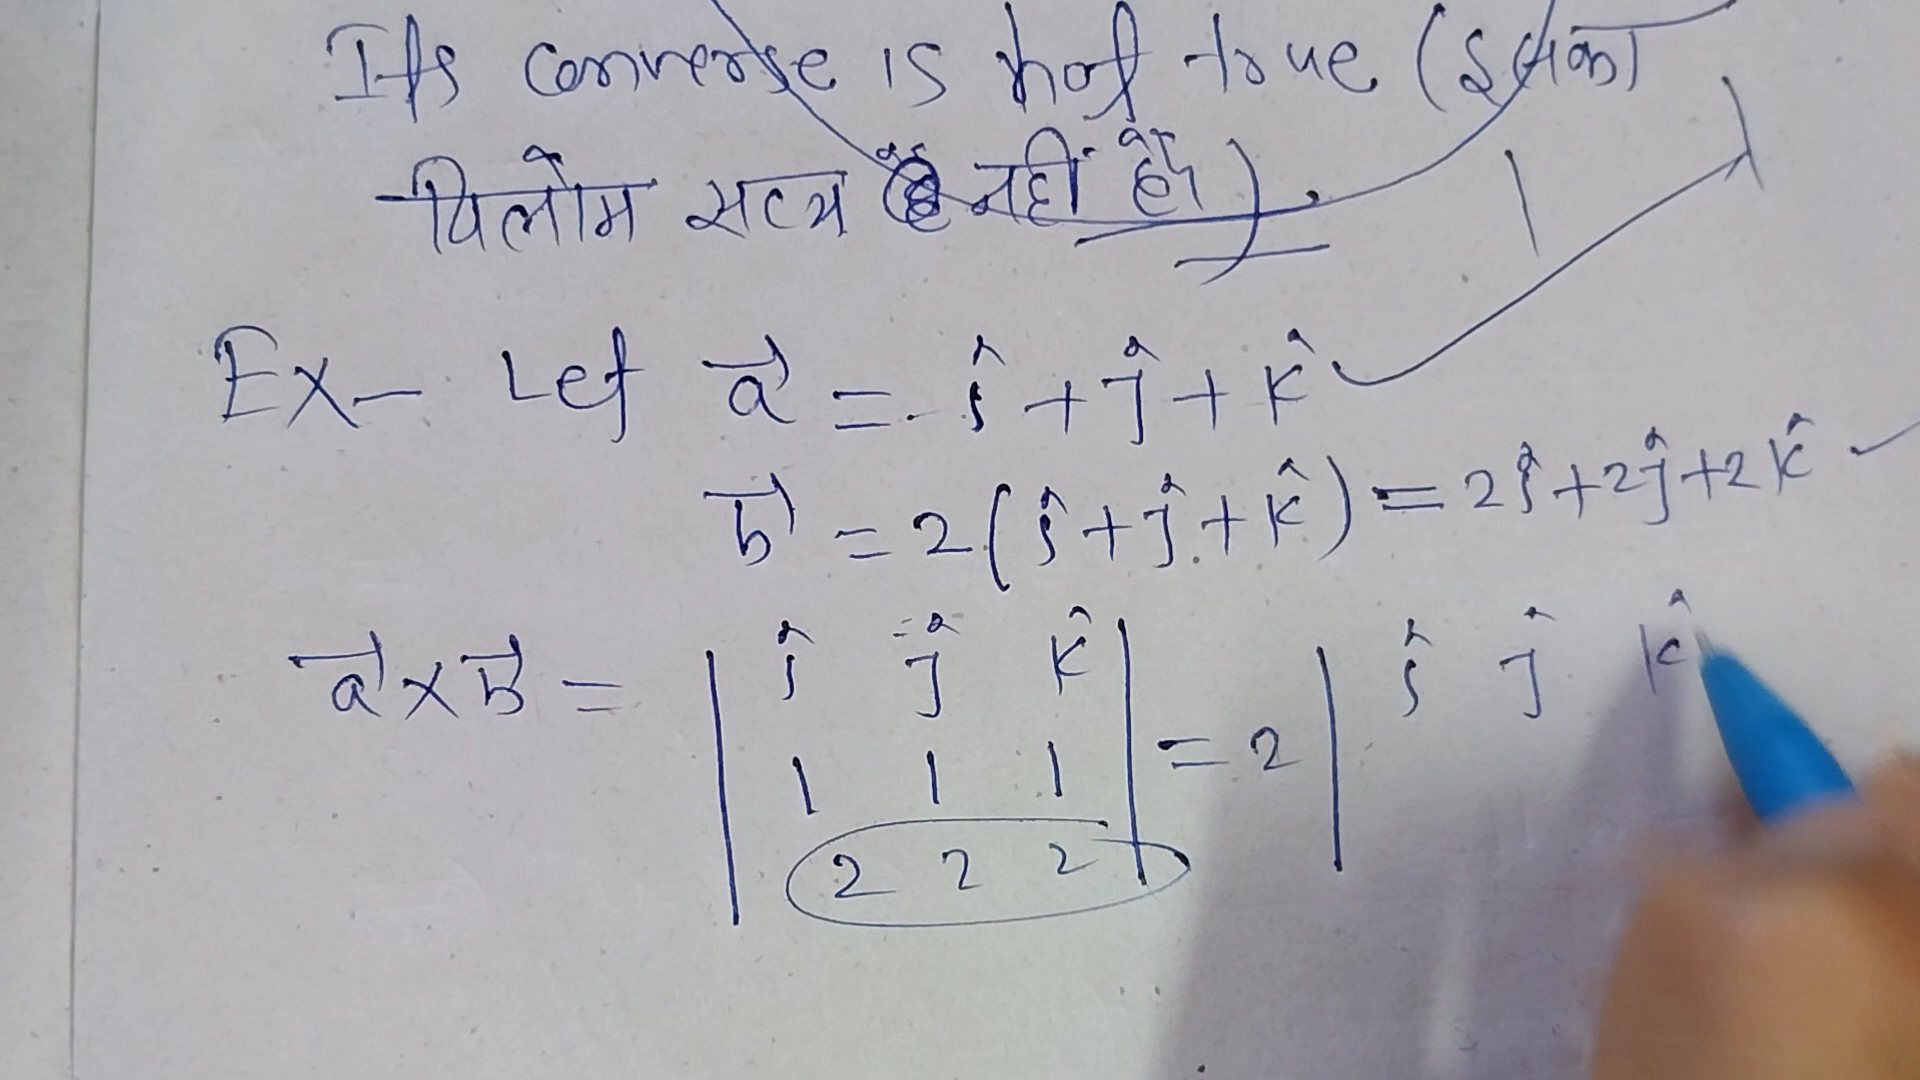 Its converse is not true (इसका
विलोम सत्य नहीं है).
Ex- Let a⃗ = î + ĵ + k̂
b⃗ = 2(î + ĵ + k̂) = 2î + 2ĵ + 2k̂
a⃗ × b⃗ = | î ĵ k̂ | = 2 | î ĵ k̂
1 1 1
2 2 2